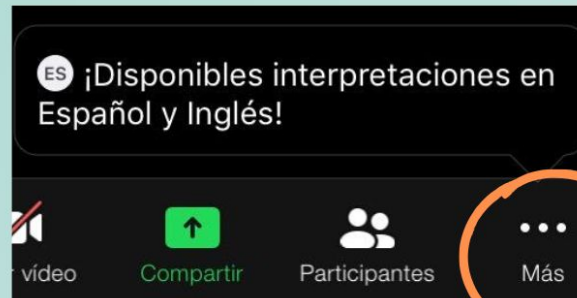 ES ¡Disponibles interpretaciones en
Español y Inglés!
vídeo Compartir Participantes Más